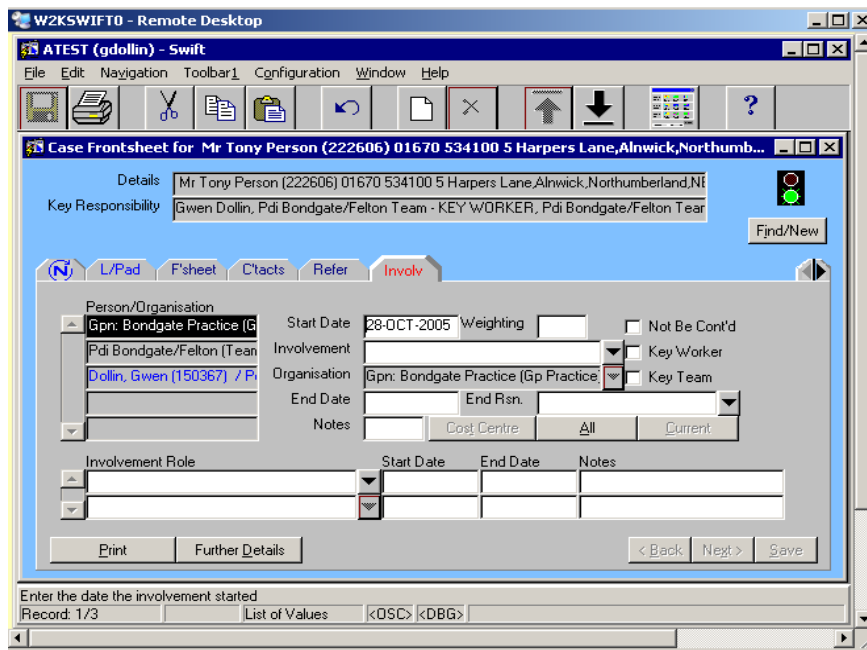 W2KSWIFT0 - Remote Desktop
ATEST (gdollin) - Swift
File Edit Navigation Toolbar1 Configuration Window Help
?
Case Frontsheet for Mr Tony Person (222606) 01670 534100 5 Harpers Lane,Alnwick,Northumb...
Details Mr Tony Person (222606) 01670 534100 5 Harpers Lane,Alnwick,Northumberland,NE
Key Responsibility Gwen Dollin, Pdi Bondgate/Felton Team - KEY WORKER, Pdi Bondgate/Felton Tear
Find/New
N L/Pad F'sheet C'tacts Refer Involv
Person/Organisation
Gpn: Bondgate Practice (G Start Date 28-OCT-2005 Weighting Not Be Cont'd
Pdi Bondgate/Felton (Team Involvement Key Worker
Dollin, Gwen (150367) / P Organisation Gpn: Bondgate Practice (Gp Practice) Key Team
End Date End Rsn.
Notes Cost Centre All Current
Involvement Role Start Date End Date Notes
Print Further Details < Back Next > Save
Enter the date the involvement started
Record: 1/3 List of Values <OSC> <DBG>